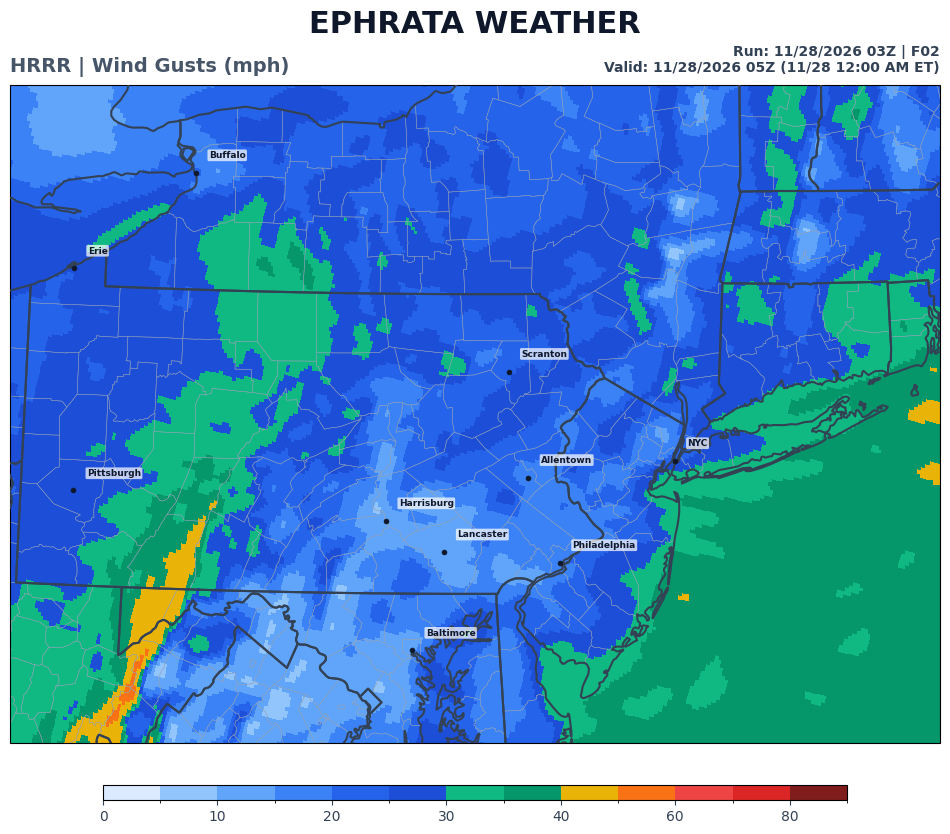 EPHRATA WEATHER
HRRR | Wind Gusts (mph)
Run: 11/28/2026 03Z | F02
Valid: 11/28/2026 05Z (11/28 12:00 AM ET)
Buffalo
Erie
Scranton
NYC
Pittsburgh
Allentown
Harrisburg
Lancaster
Philadelphia
Baltimore
0 10 20 30 40 50 60 70 80